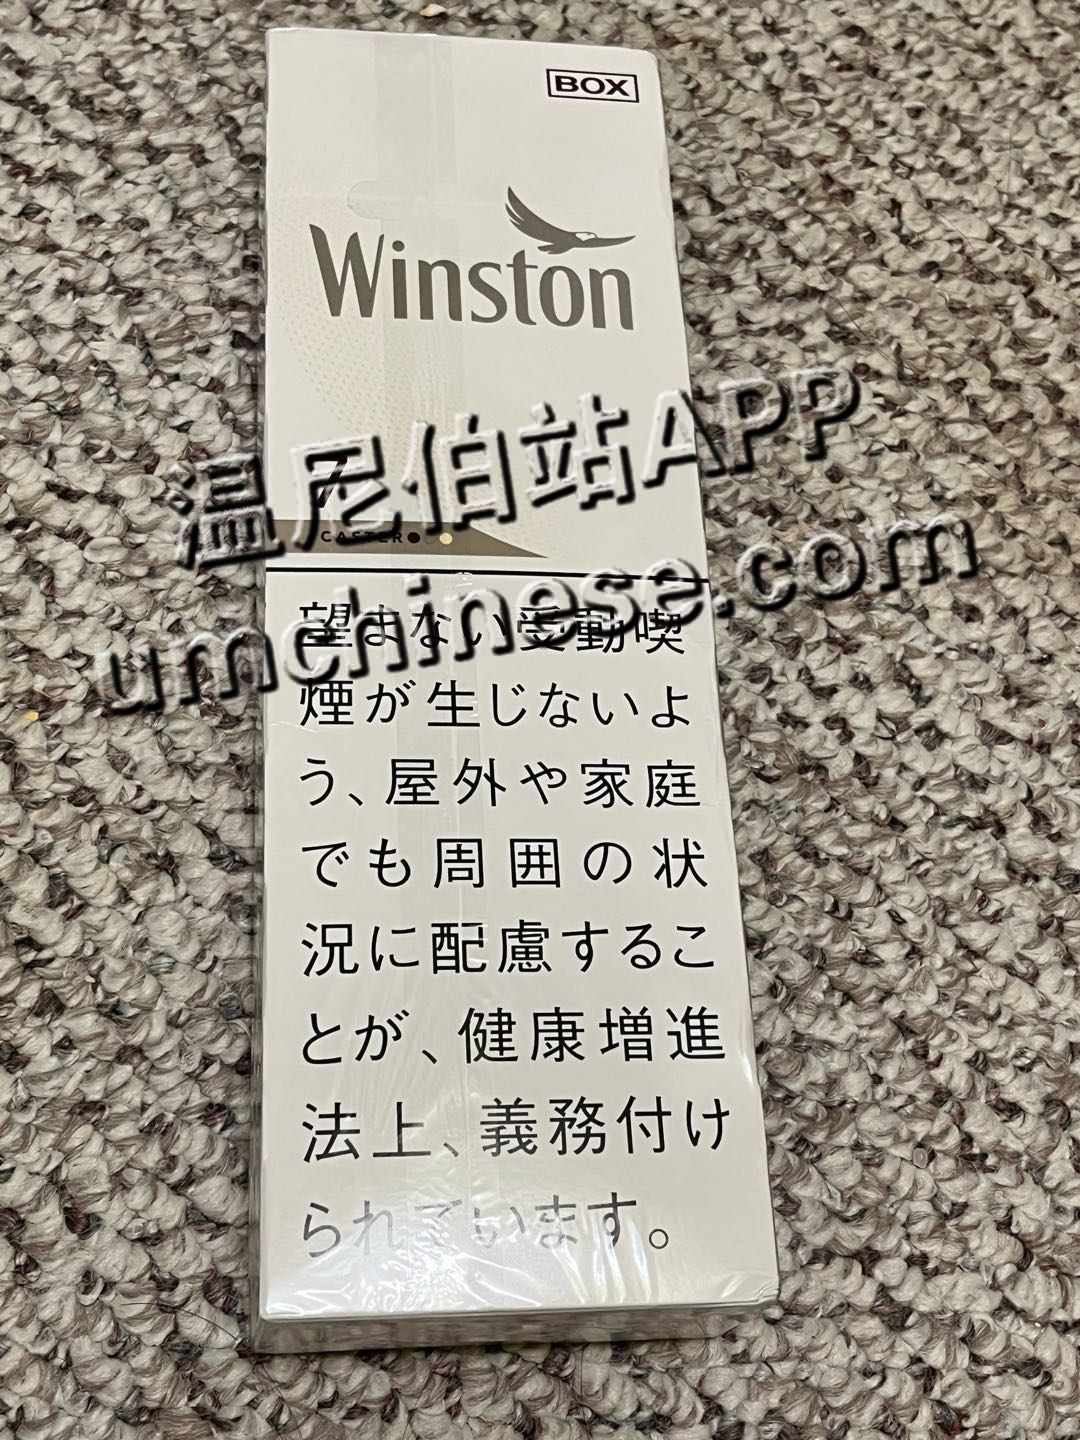 BOX
Winston
7
CASTER
温尼伯站APP
umchinese.com
望まない受動喫
煙が生じないよ
う、屋外や家庭
でも周囲の状
況に配慮するこ
とが、健康増進
法上、義務付け
られています。